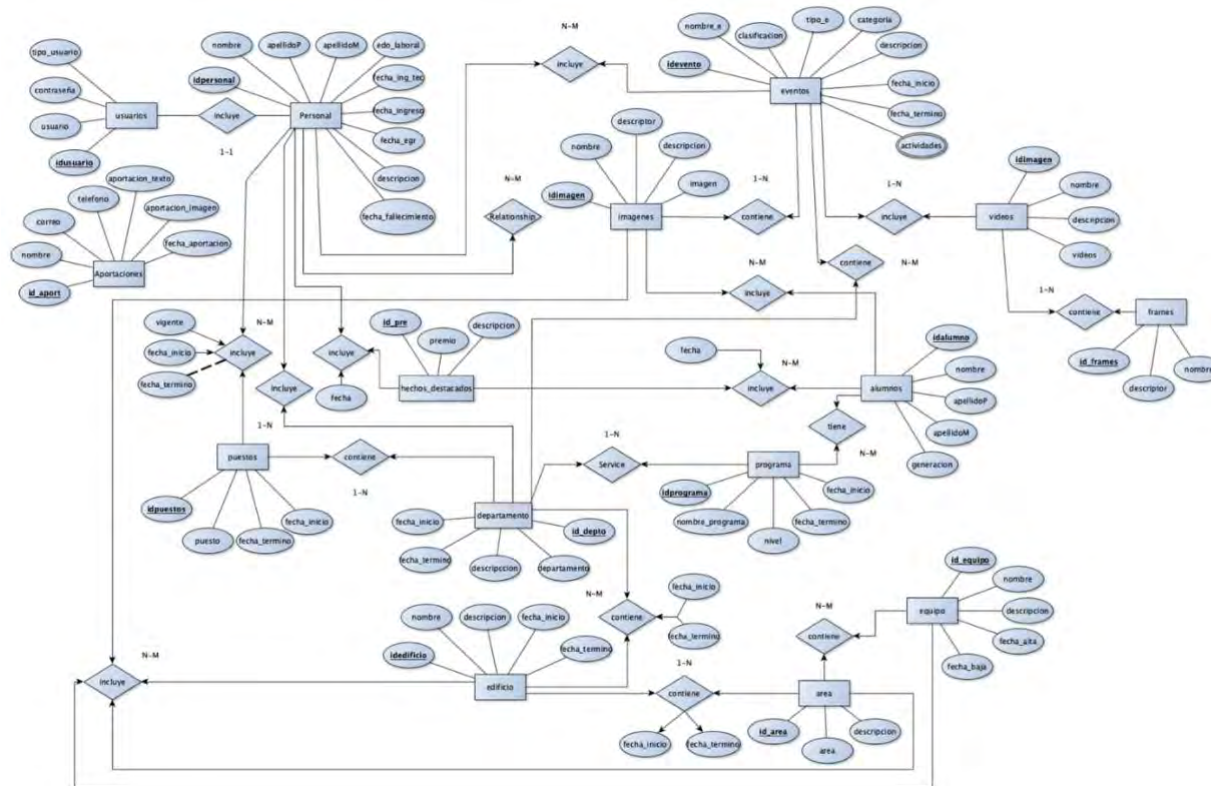 N-M
tipo_e
categoria
nombre_e
clasificacion
descripcion
nombre
apellidoP
apellidoM
edo_laboral
tipo_usuario
incluye
idevento
idpersonal
fecha_ing_tec
fecha_inicio
contraseña
eventos
usuarios
incluye
Personal
fecha_ingreso
descriptor
fecha_termino
usuario
fecha_egr
nombre
descripcion
actividades
1-1
idusuario
descripcion
idimagen
aportacion_texto
N-M
imagen
1-N
1-N
idimagen
telefono
aportacion_imagen
fecha_fallecimiento
Relationship
imagenes
contiene
incluye
videos
nombre
correo
fecha_aportacion
descripcion
nombre
Aportaciones
N-M
contiene
N-M
videos
id_aport
incluye
1-N
contiene
frames
vigente
N-M
id_pre
descripcion
premio
fecha
N-M
idalumno
id_frames
nombre
fecha_inicio
incluye
incluye
nombre
descriptor
fecha_termino
incluye
fecha
hechos_destacados
incluye
alumnos
apellidoP
tiene
apellidoM
1-N
1-N
N-M
generacion
puestos
contiene
Service
programa
idpuestos
1-N
idprograma
fecha_inicio
puesto
fecha_termino
fecha_inicio
fecha_inicio
departamento
id_depto
nombre_programa
nivel
fecha_termino
fecha_termino
descripccion
departamento
id_equipo
nombre
N-M
fecha_inicio
N-M
equipo
descripcion
nombre
descripcion
fecha_inicio
contiene
fecha_termino
contiene
fecha_alta
fecha_baja
idedificio
fecha_termino
N-M
1-N
incluye
edificio
contiene
area
id_area
descripcion
fecha_inicio
fecha_termino
area